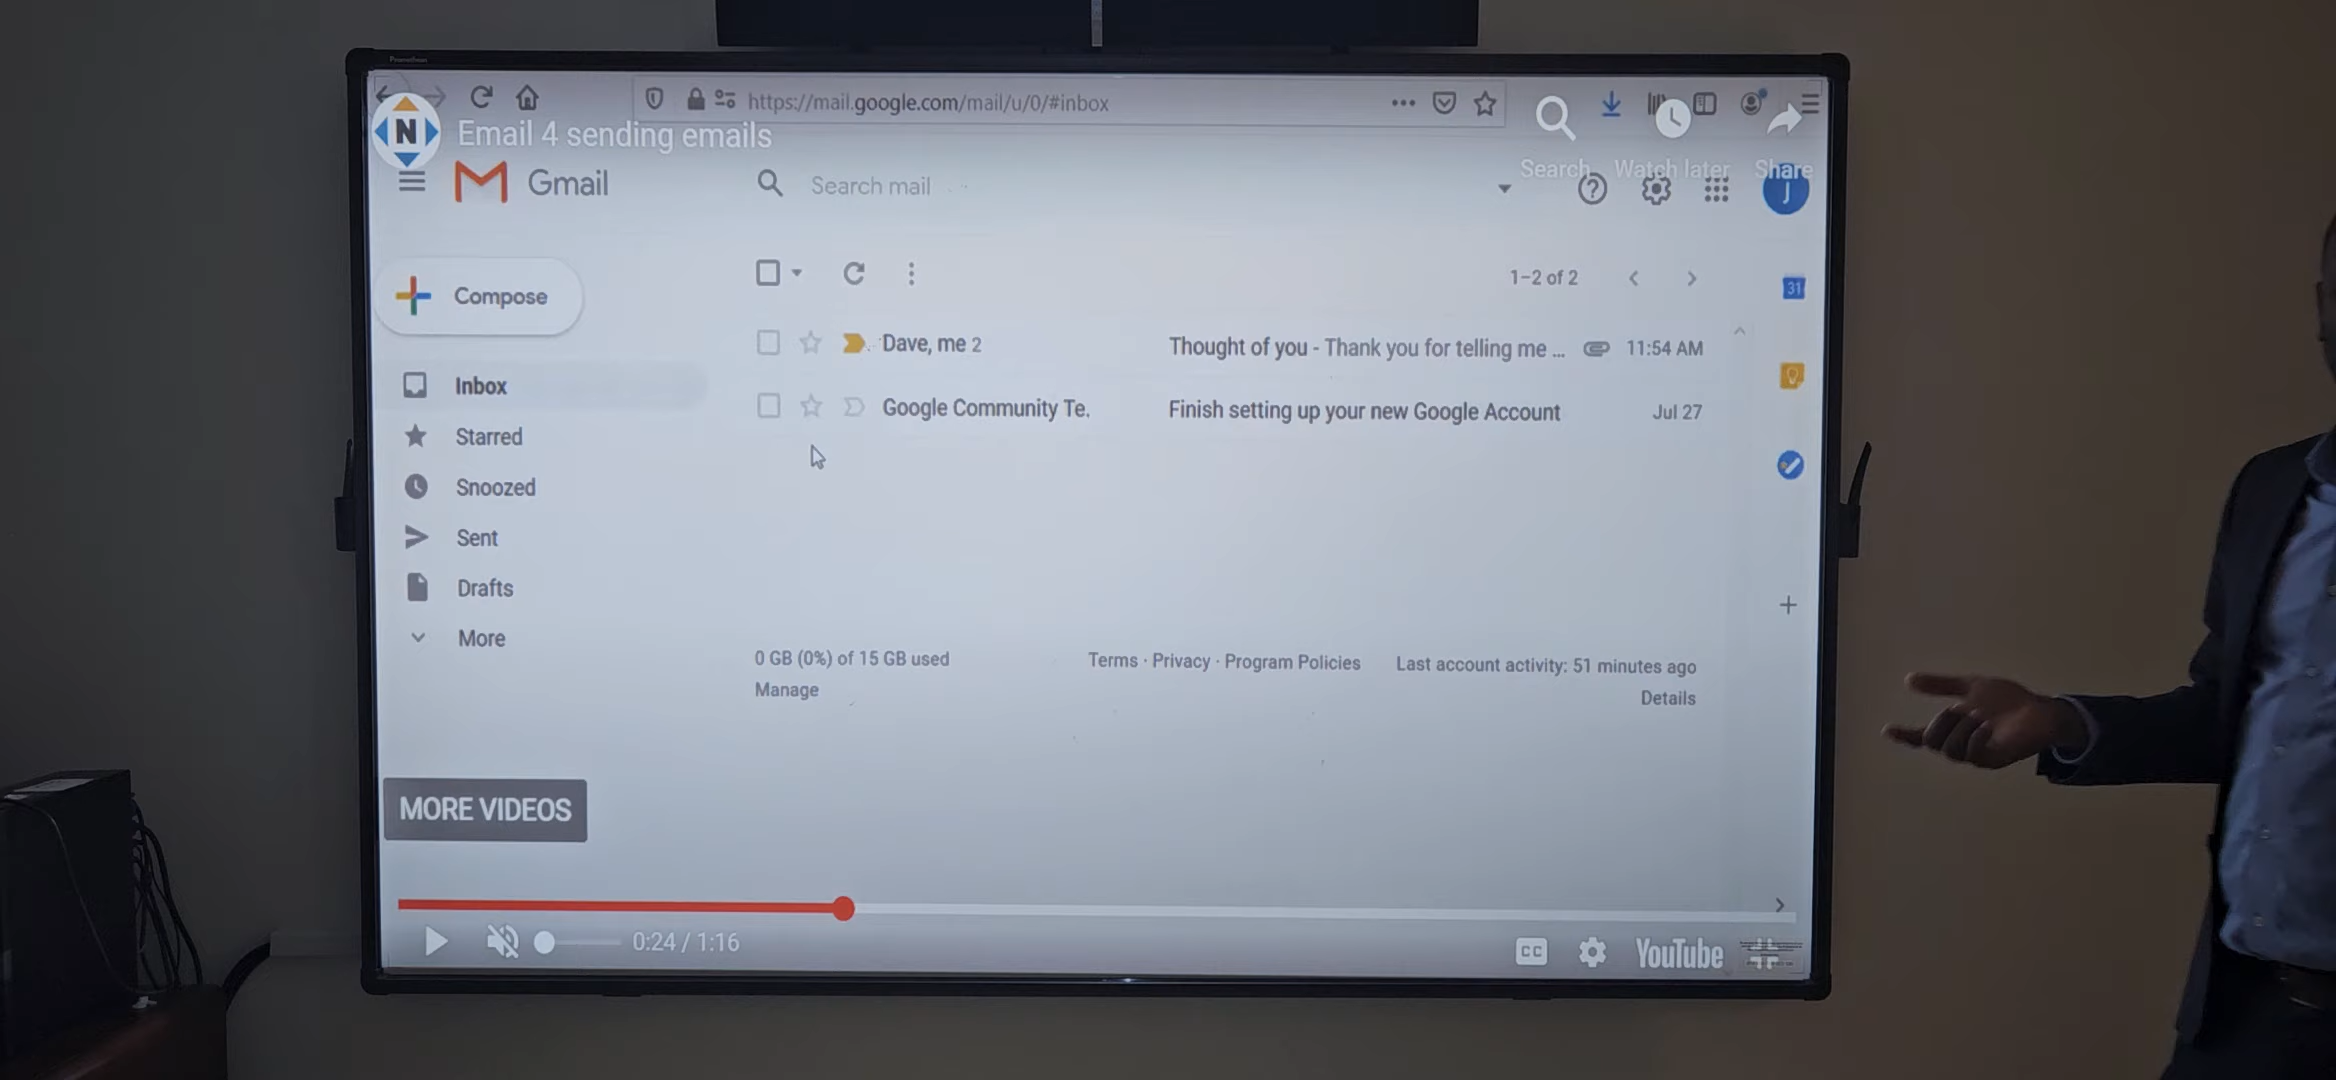 Promethean
https://mail.google.com/mail/u/0/#inbox
N
Email 4 sending emails
Search
Watch later
Share
Gmail
Search mail
J
Compose
1–2 of 2
31
Dave, me 2
Thought of you - Thank you for telling me ...
11:54 AM
Inbox
Google Community Te.
Finish setting up your new Google Account
Jul 27
Starred
Snoozed
Sent
Drafts
More
0 GB (0%) of 15 GB used
Terms · Privacy · Program Policies
Last account activity: 51 minutes ago
Manage
Details
MORE VIDEOS
0:24 / 1:16
CC
YouTube